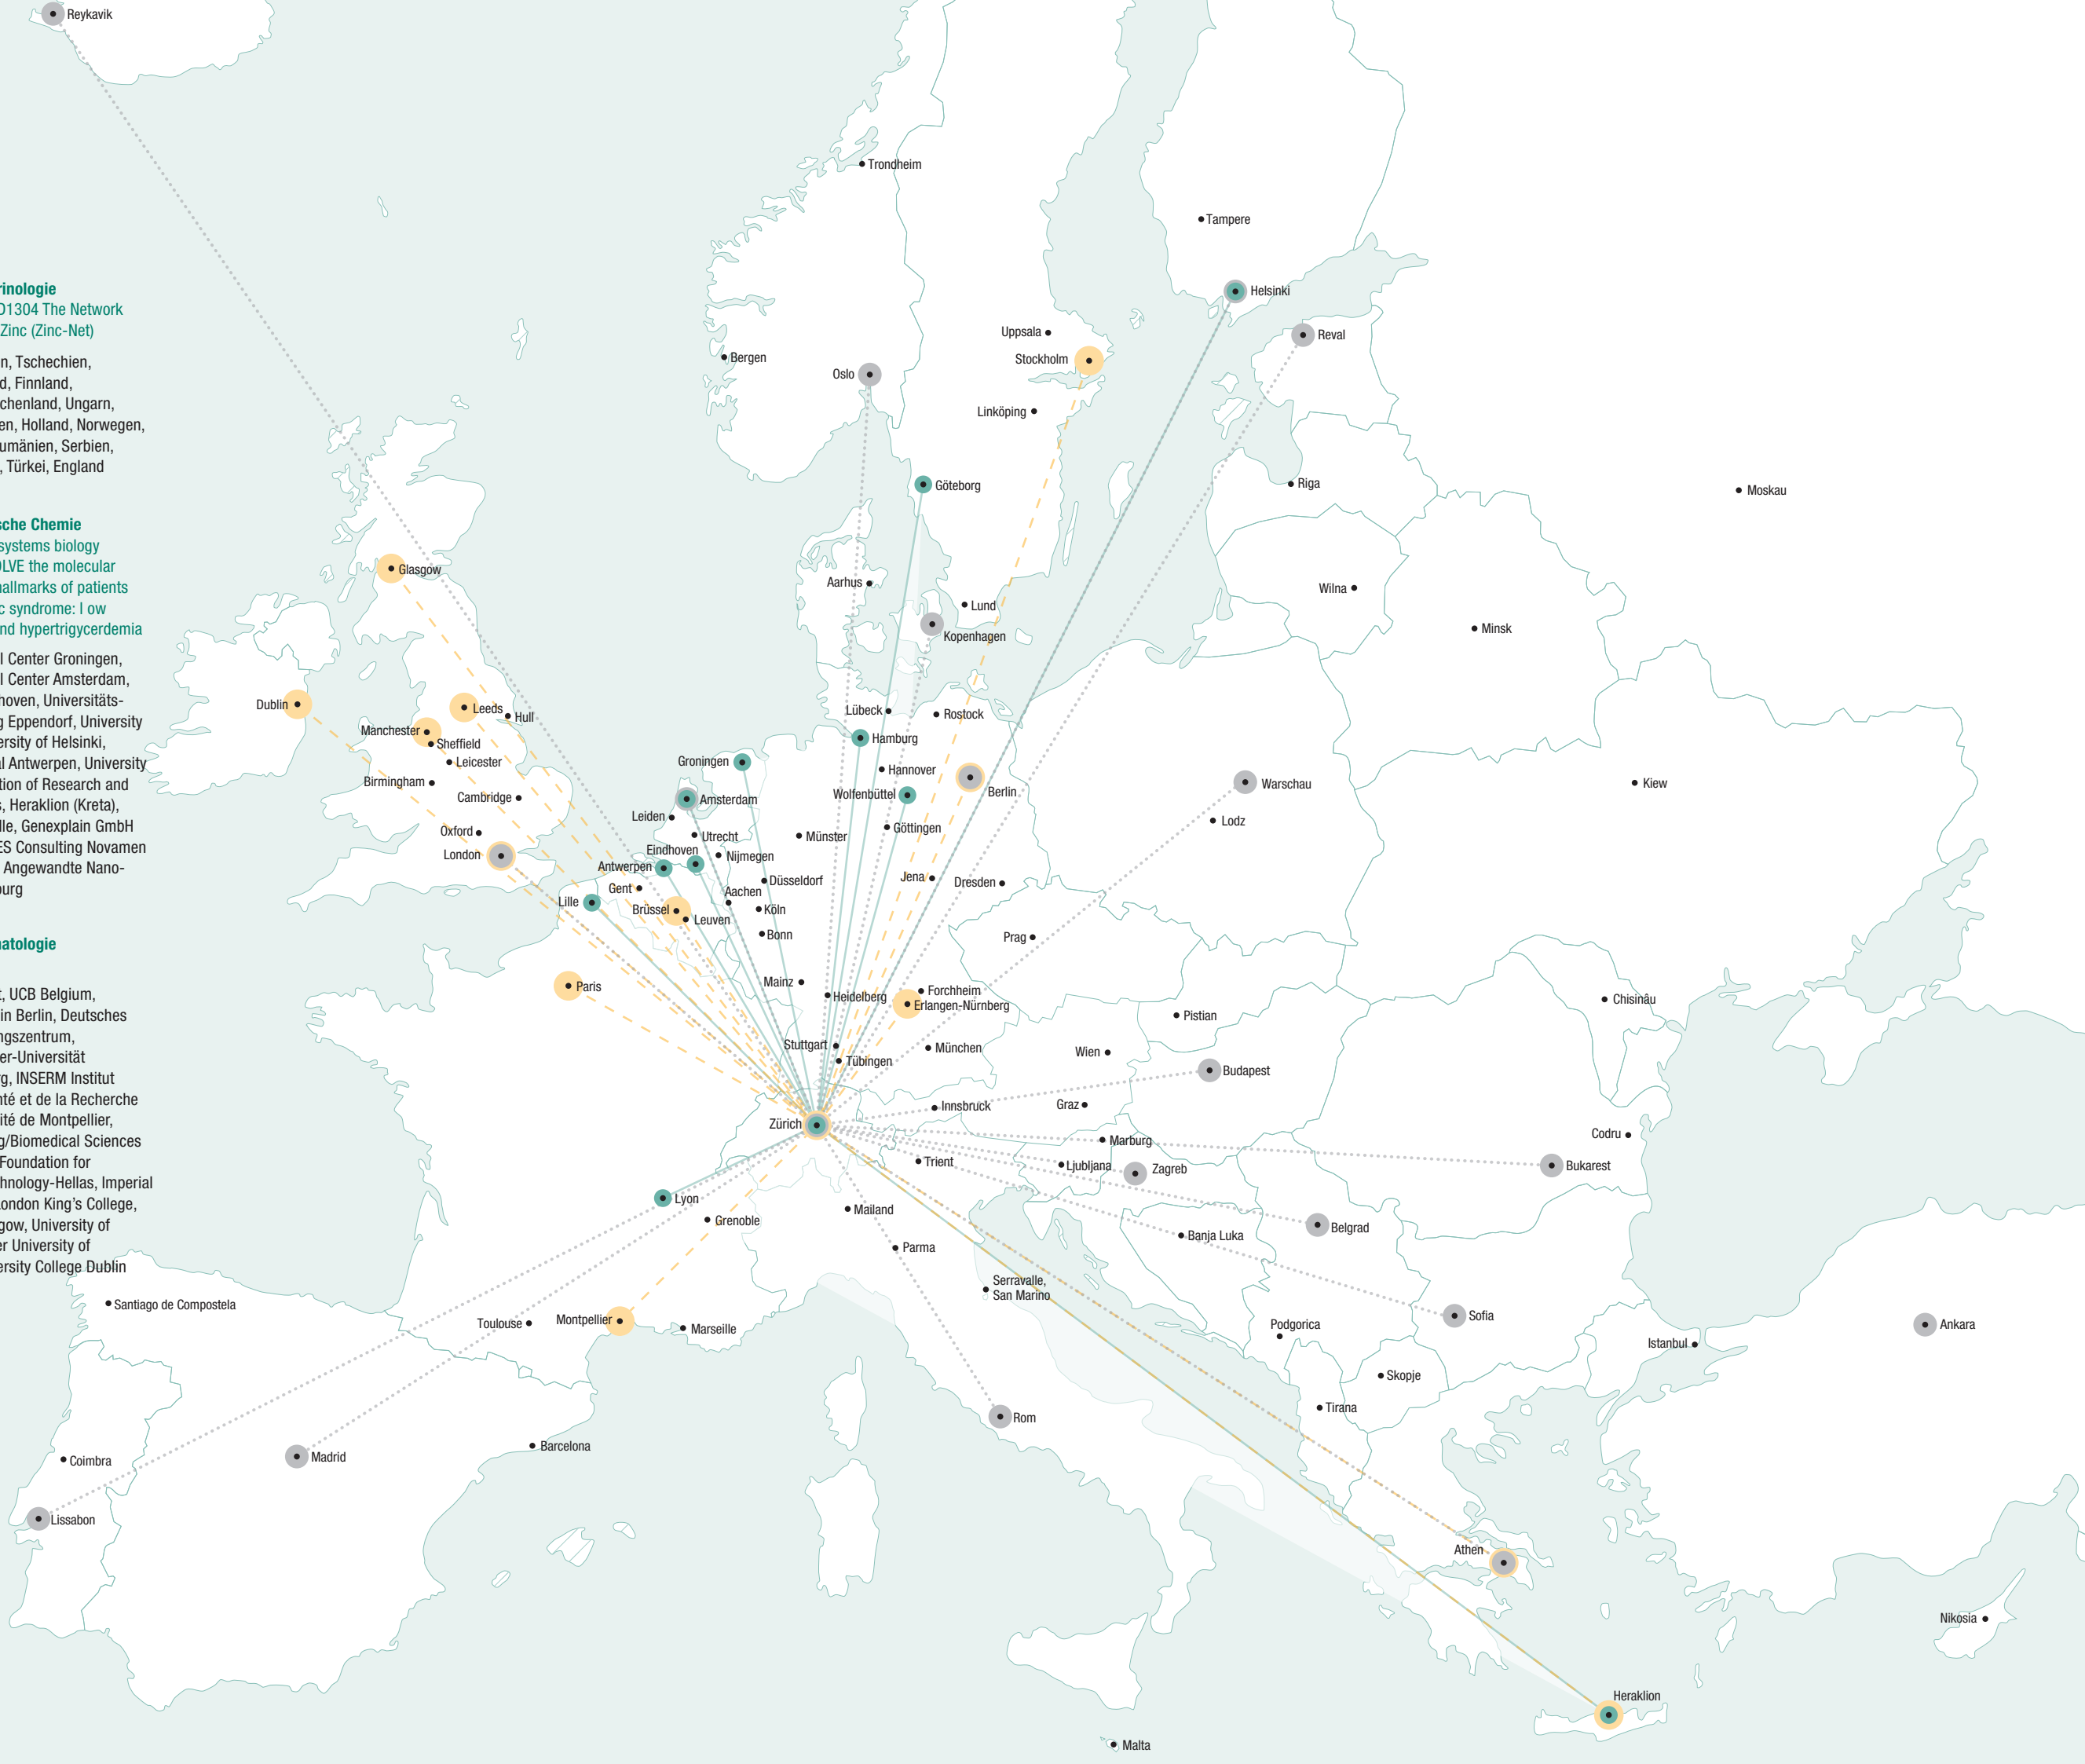 Reykavik
Trondheim
Tampere
Helsinki
Reval
Uppsala
Stockholm
Bergen
Oslo
Linköping
Göteborg
Riga
Moskau
Glasgow
Aarhus
Wilna
Lund
Minsk
Kopenhagen
Dublin
Leeds
Hull
Lübeck
Rostock
Manchester
Sheffield
Hamburg
Leicester
Groningen
Hannover
Birmingham
Berlin
Warschau
Kiew
Cambridge
Amsterdam
Wolfenbüttel
Leiden
Lodz
Oxford
Utrecht
Münster
Göttingen
London
Eindhoven
Nijmegen
Antwerpen
Gent
Düsseldorf
Jena
Dresden
Aachen
Lille
Brüssel
Köln
Leuven
Bonn
Prag
Paris
Mainz
Heidelberg
Forchheim
Erlangen-Nürnberg
Chisinâu
Pistian
Stuttgart
München
Wien
Tübingen
Budapest
Innsbruck
Graz
Zürich
Marburg
Codru
Trient
Ljubljana
Zagreb
Bukarest
Lyon
Mailand
Grenoble
Belgrad
Banja Luka
Parma
Serravalle,
San Marino
Santiago de Compostela
Toulouse
Montpellier
Marseille
Podgorica
Sofia
Ankara
Istanbul
Skopje
Tirana
Rom
Barcelona
Coimbra
Madrid
Lissabon
Athen
Nikosia
Heraklion
Malta
rinologie
1304 The Network
Zinc (Zinc-Net)
n, Tschechien,
d, Finnland,
chenland, Ungarn,
en, Holland, Norwegen,
umänien, Serbien,
, Türkei, England
sche Chemie
systems biology
OLVE the molecular
hallmarks of patients
c syndrome: l ow
nd hypertrigycerdemia
l Center Groningen,
l Center Amsterdam,
hoven, Universitäts-
g Eppendorf, University
ersity of Helsinki,
al Antwerpen, University
tion of Research and
s, Heraklion (Kreta),
lle, Genexplain GmbH
ES Consulting Novamen
Angewandte Nano-
burg
matologie
t, UCB Belgium,
in Berlin, Deutsches
ngszentrum,
er-Universität
rg, INSERM Institut
nté et de la Recherche
ité de Montpellier,
g/Biomedical Sciences
Foundation for
chnology-Hellas, Imperial
London King's College,
gow, University of
er University of
ersity College Dublin